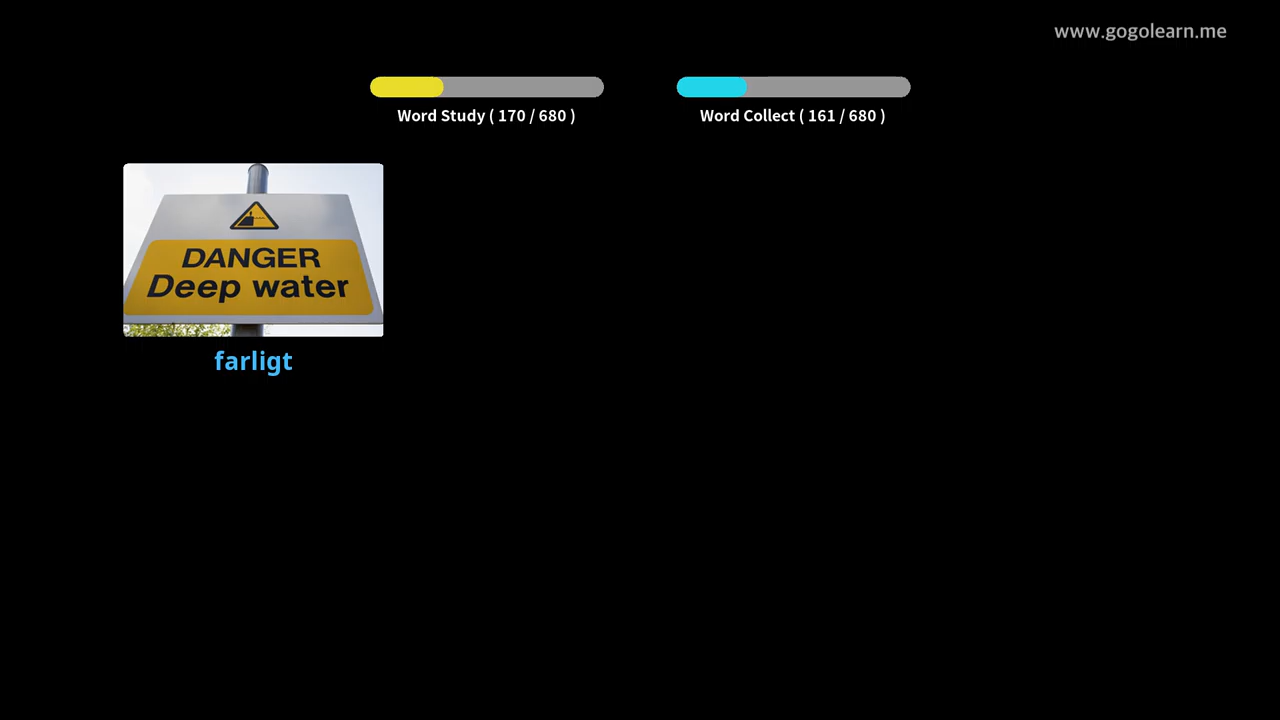 www.gogolearn.me
Word Study ( 170 / 680 )
Word Collect ( 161 / 680 )
DANGER
Deep water
farligt